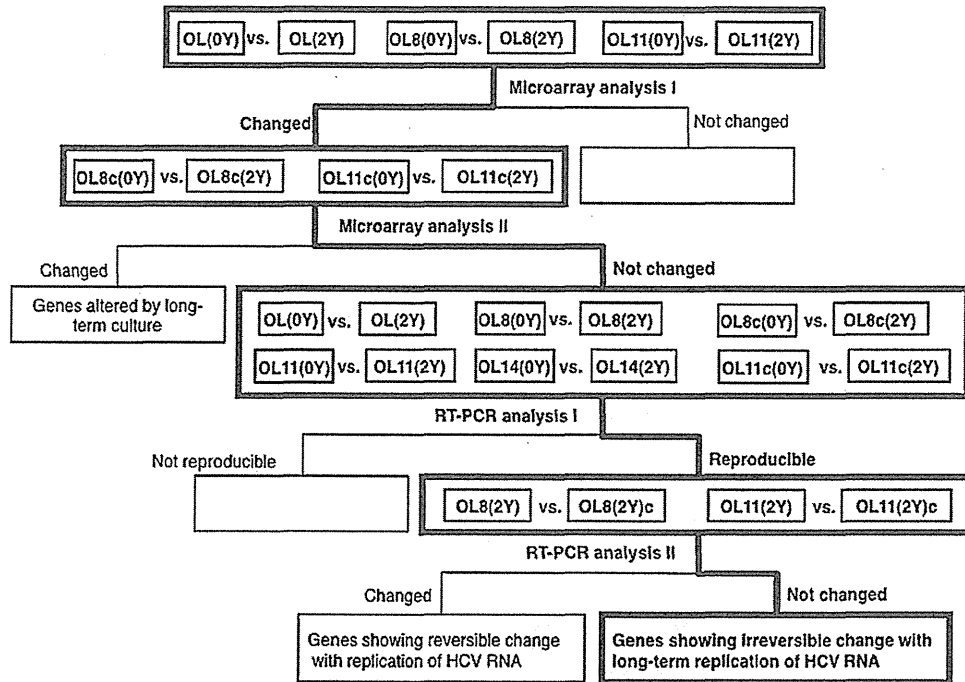 OL(0Y) vs. OL(2Y) OL8(0Y) vs. OL8(2Y) OL11(0Y) vs. OL11(2Y)
Microarray analysis I
Changed
Not changed
OL8c(0Y) vs. OL8c(2Y) OL11c(0Y) vs. OL11c(2Y)
Microarray analysis II
Changed
Not changed
Genes altered by long-
term culture
OL(0Y) vs. OL(2Y) OL8(0Y) vs. OL8(2Y) OL8c(0Y) vs. OL8c(2Y)
OL11(0Y) vs. OL11(2Y) OL14(0Y) vs. OL14(2Y) OL11c(0Y) vs. OL11c(2Y)
RT-PCR analysis I
Not reproducible
Reproducible
OL8(2Y) vs. OL8(2Y)c OL11(2Y) vs. OL11(2Y)c
RT-PCR analysis II
Changed
Not changed
Genes showing reversible change
with replication of HCV RNA
Genes showing irreversible change with
long-term replication of HCV RNA